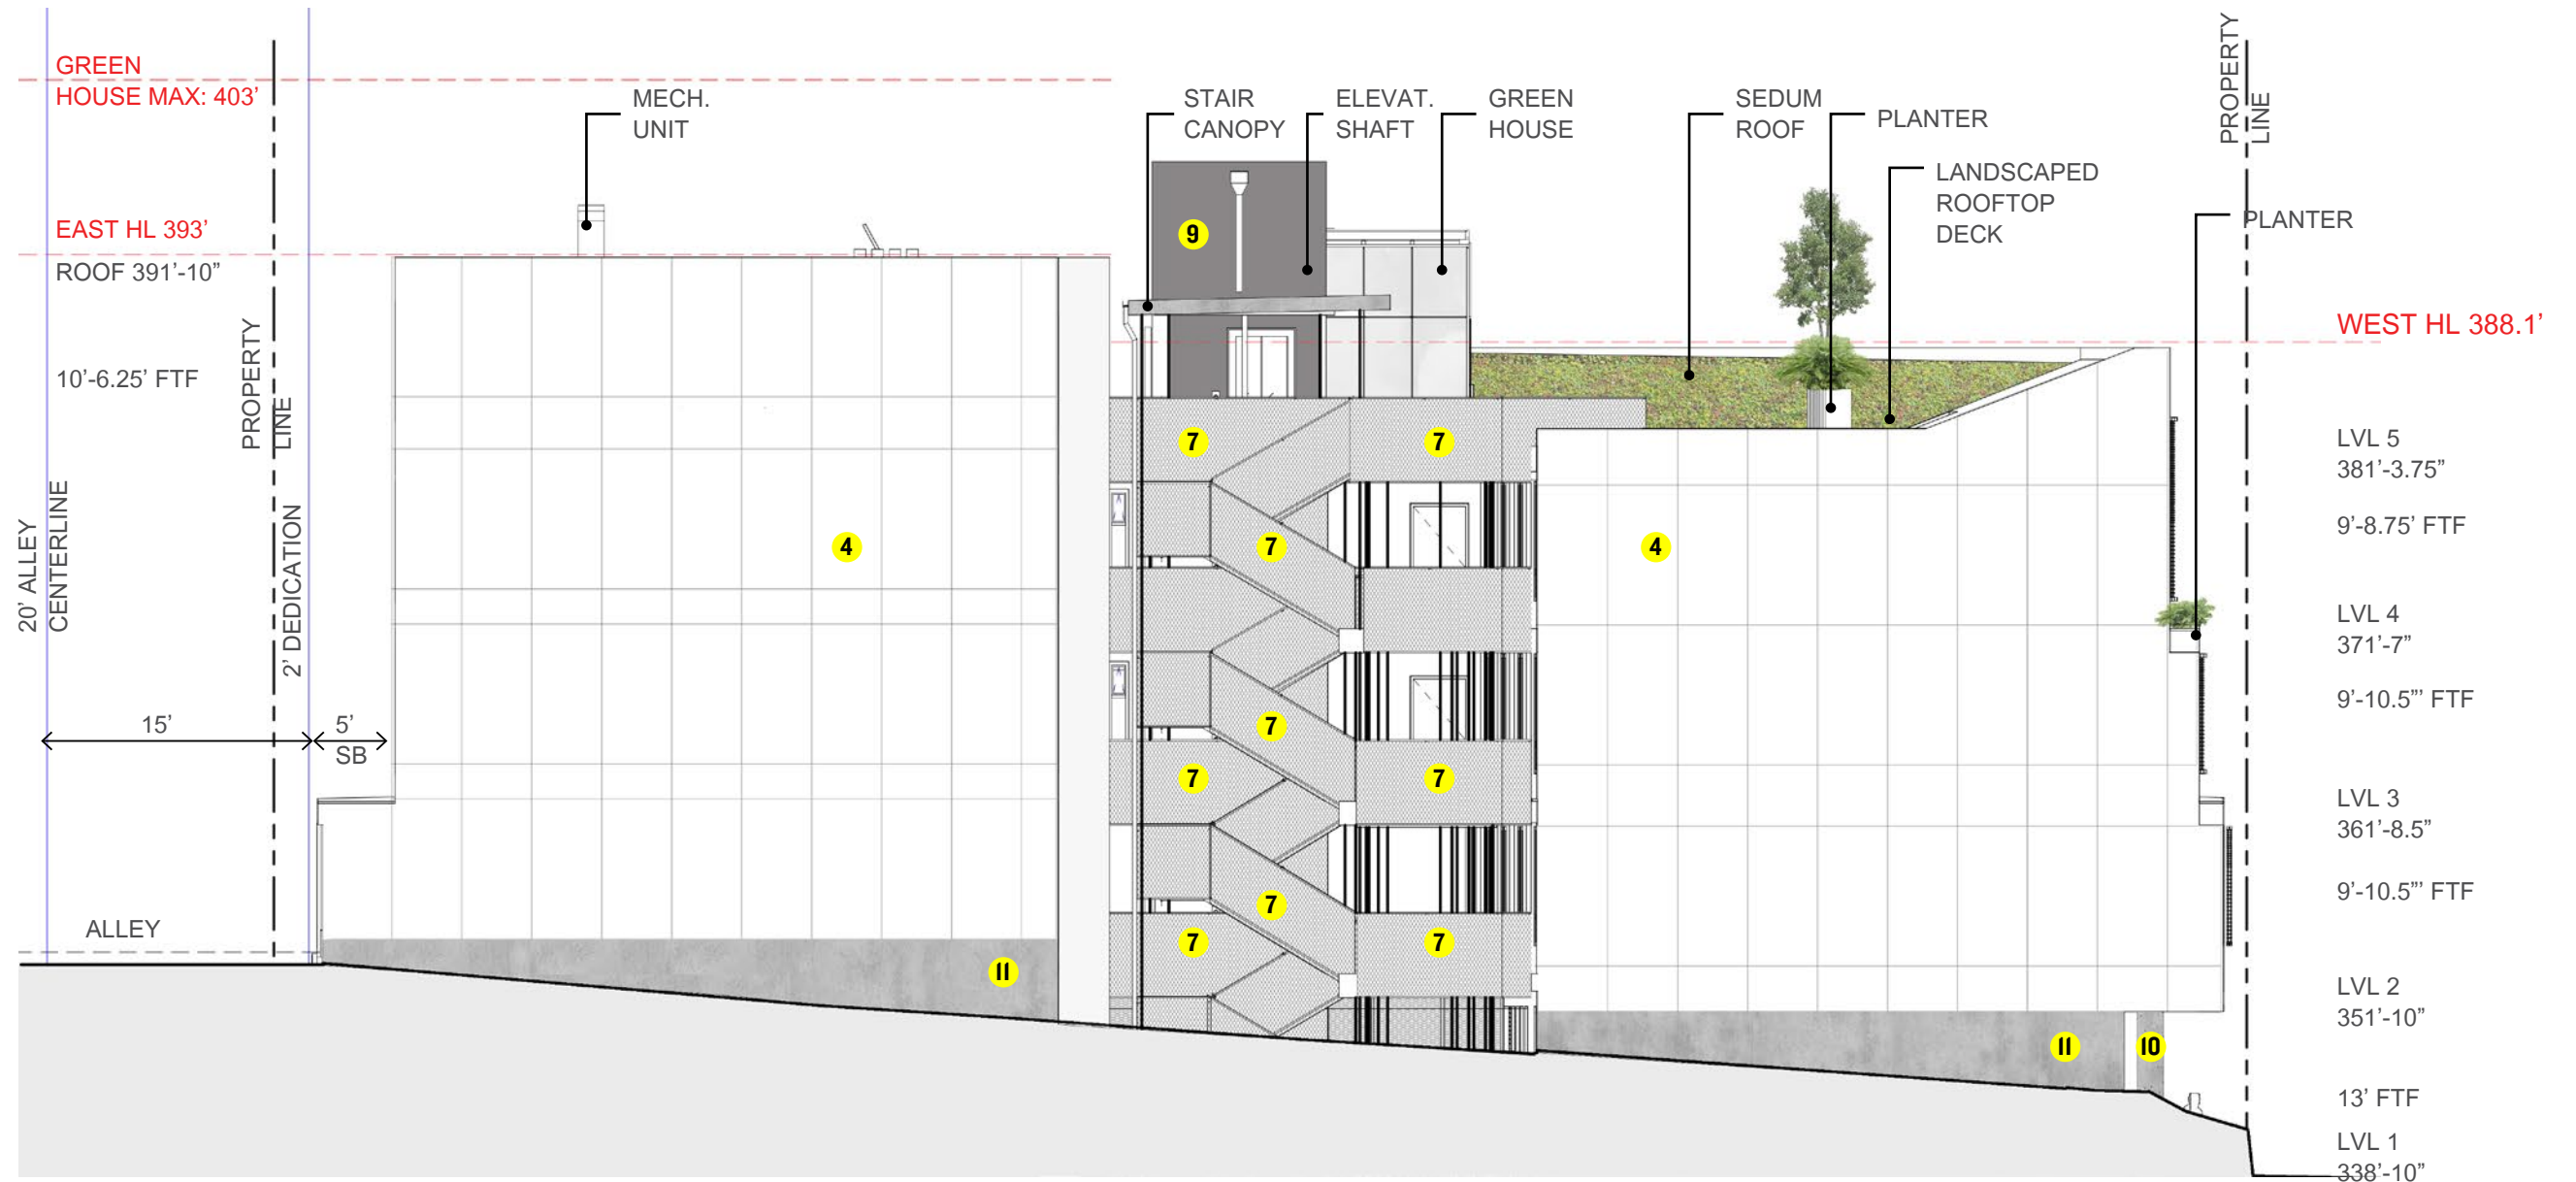 GREEN
HOUSE MAX: 403’
MECH.
UNIT
STAIR
CANOPY
ELEVAT.
SHAFT
GREEN
HOUSE
SEDUM
ROOF
PLANTER
LANDSCAPED
ROOFTOP
DECK
PROPERTY
LINE
PLANTER
EAST HL 393’
ROOF 391’-10”
10’-6.25’ FTF
PROPERTY
LINE
20’ ALLEY
CENTERLINE
2’ DEDICATION
15’
5’
SB
ALLEY
9
7
7
4
7
4
7
7
7
7
7
7
11
11
10
WEST HL 388.1’
LVL 5
381’-3.75”
9’-8.75’ FTF
LVL 4
371’-7”
9’-10.5”’ FTF
LVL 3
361’-8.5”
9’-10.5”’ FTF
LVL 2
351’-10”
13’ FTF
LVL 1
338’-10”